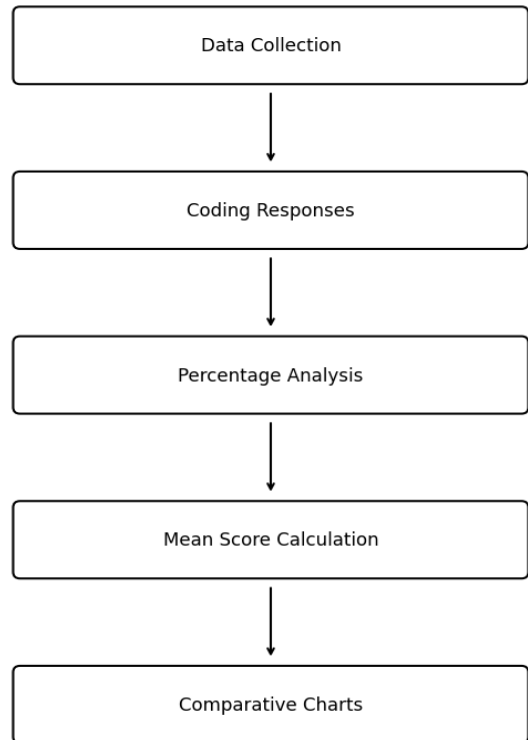 Data Collection
Coding Responses
Percentage Analysis
Mean Score Calculation
Comparative Charts